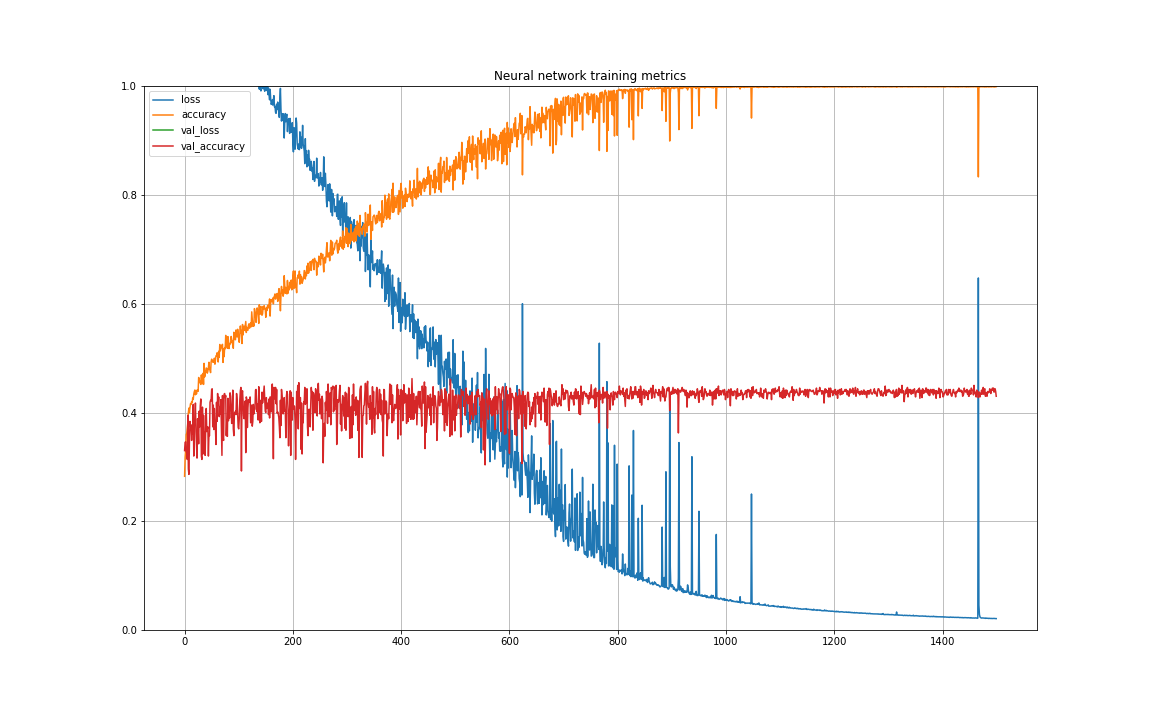 Neural network training metrics
loss
accuracy
val_loss
val_accuracy
1.0
0.8
0.6
0.4
0.2
0.0
0 200 400 600 800 1000 1200 1400